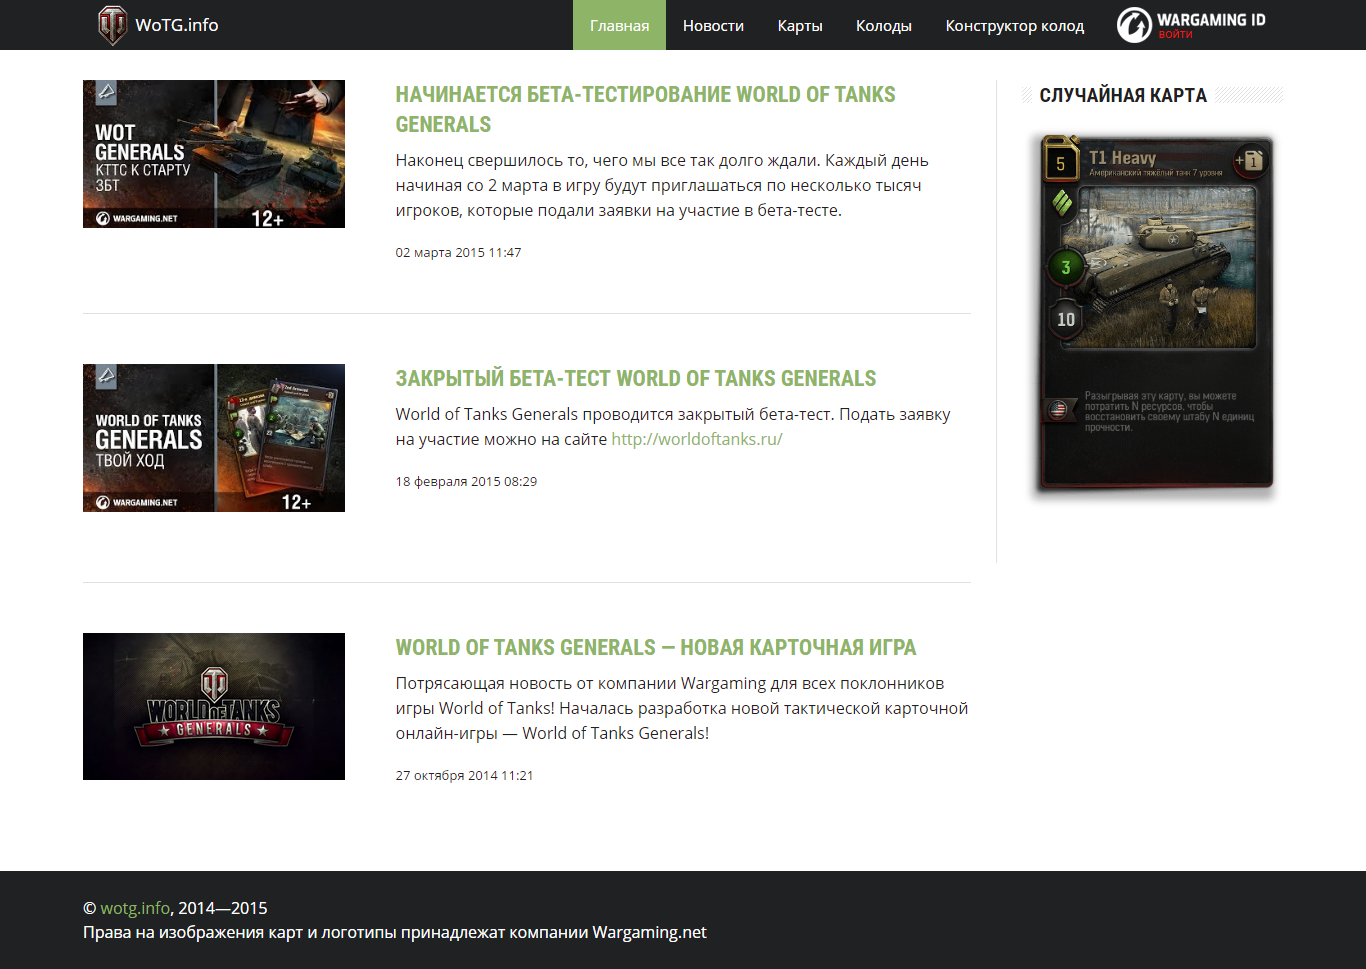 WoTG.info
Главная
Новости
Карты
Колоды
Конструктор колод
WARGAMING ID
ВОЙТИ
WOT
GENERALS
КТТС К СТАРТУ
ЗБТ
WARGAMING.NET
12+
НАЧИНАЕТСЯ БЕТА-ТЕСТИРОВАНИЕ WORLD OF TANKS
GENERALS
Наконец свершилось то, чего мы все так долго ждали. Каждый день
начиная со 2 марта в игру будут приглашаться по несколько тысяч
игроков, которые подали заявки на участие в бета-тесте.
02 марта 2015 11:47
WORLD OF TANKS
GENERALS
ТВОЙ ХОД
WARGAMING.NET
12+
ЗАКРЫТЫЙ БЕТА-ТЕСТ WORLD OF TANKS GENERALS
World of Tanks Generals проводится закрытый бета-тест. Подать заявку
на участие можно на сайте http://worldoftanks.ru/
18 февраля 2015 08:29
WORLD OF TANKS
GENERALS
WORLD OF TANKS GENERALS — НОВАЯ КАРТОЧНАЯ ИГРА
Потрясающая новость от компании Wargaming для всех поклонников
игры World of Tanks! Началась разработка новой тактической карточной
онлайн-игры — World of Tanks Generals!
27 октября 2014 11:21
СЛУЧАЙНАЯ КАРТА
5
T1 Heavy
Американский тяжёлый танк 7 уровня
+1
3
10
Разыгрывая эту карту, вы можете
потратить N ресурсов, чтобы
восстановить своему штабу N единиц
прочности.
© wotg.info, 2014—2015
Права на изображения карт и логотипы принадлежат компании Wargaming.net